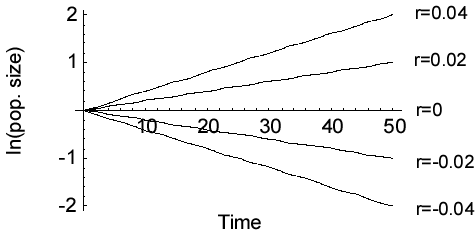 2
r=0.04
1
r=0.02
ln(pop. size)
10
20
30
40
50
r=0
-1
r=-0.02
-2
r=-0.04
Time